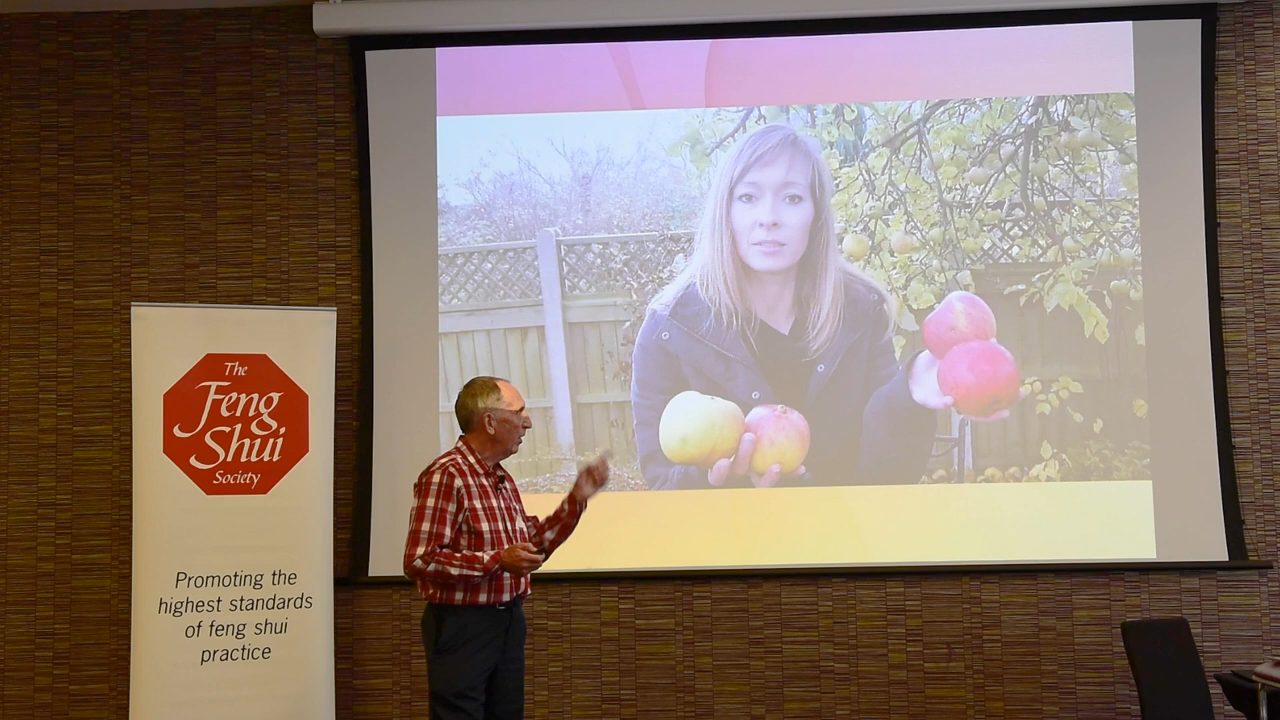 The
Feng
Shui
Society
Promoting the
highest standards
of feng shui
practice